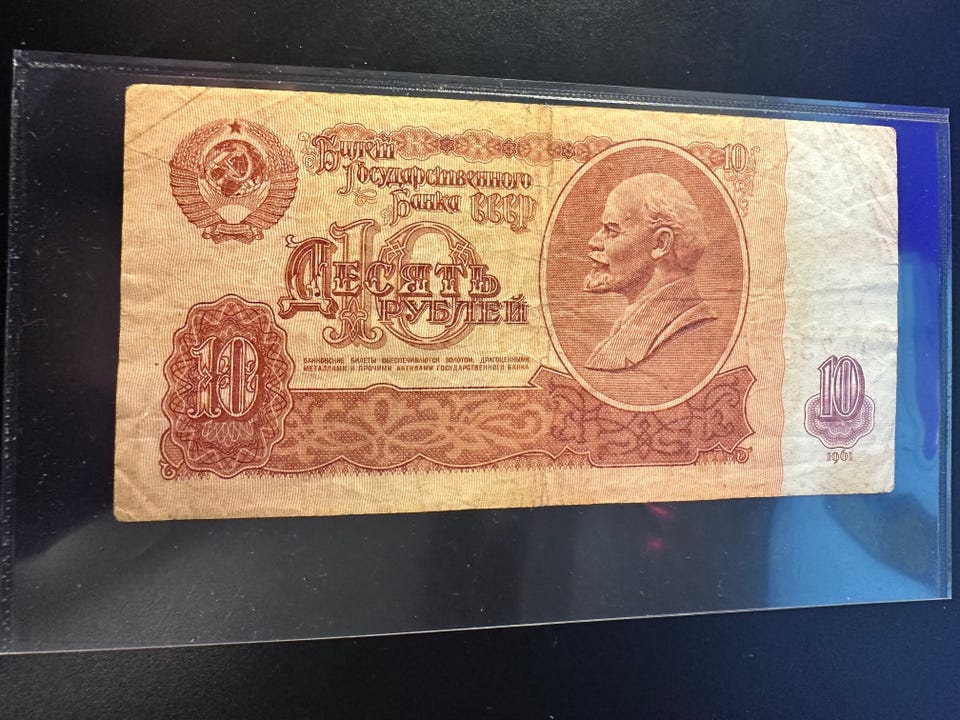 Билет
Государственного
Банка СССР
10
Десять
рублей
10
БАНКОВСКИЕ БИЛЕТЫ ОБЕСПЕЧИВАЮТСЯ ЗОЛОТОМ, ДРАГОЦЕННЫМИ
МЕТАЛЛАМИ И ПРОЧИМИ АКТИВАМИ ГОСУДАРСТВЕННОГО БАНКА
10
10
1961